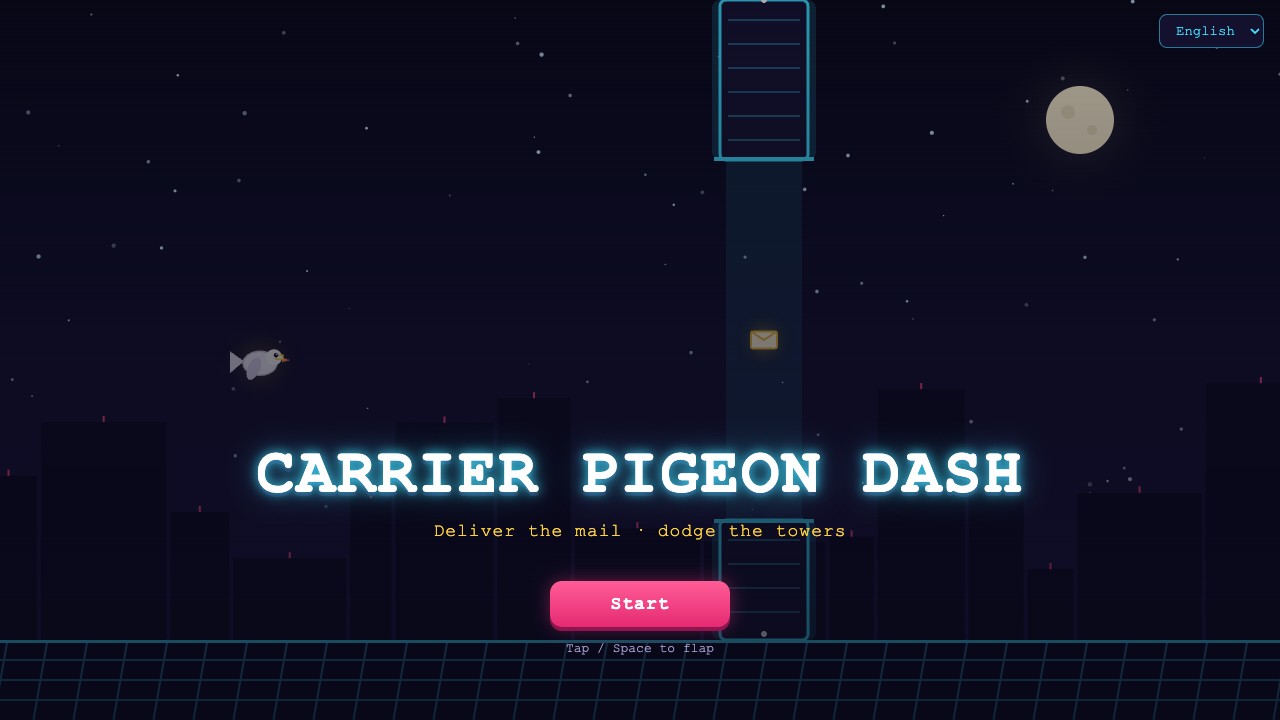 English
CARRIER PIGEON DASH
Deliver the mail · dodge the towers
Start
Tap / Space to flap